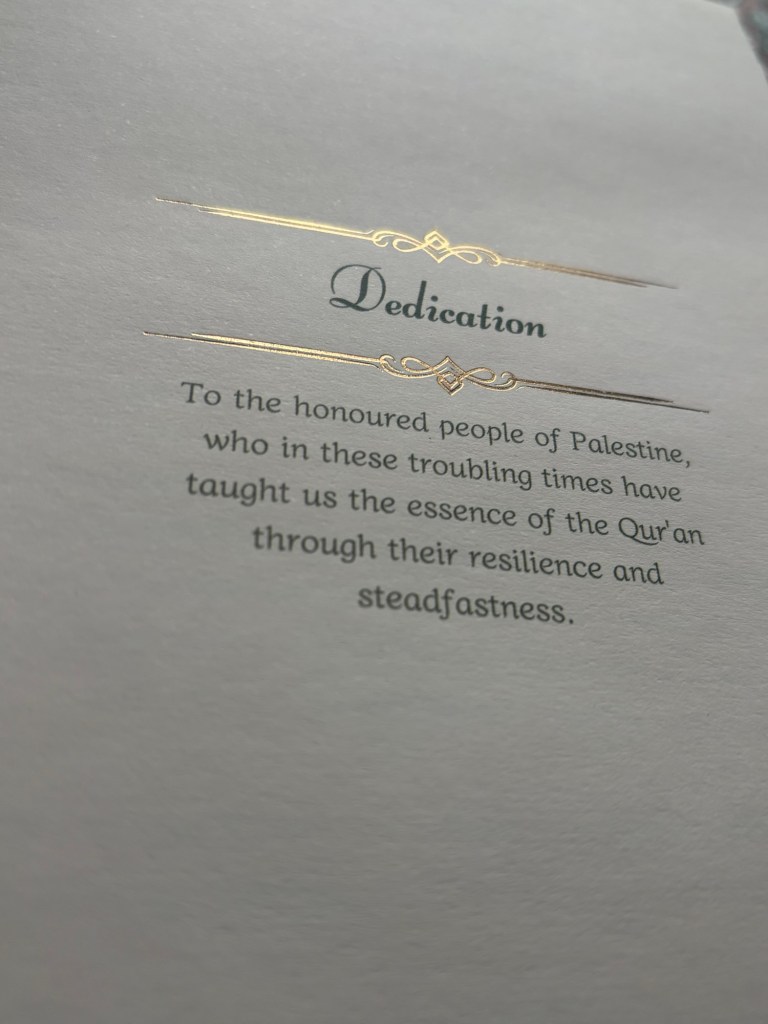 Dedication
To the honoured people of Palestine,
who in these troubling times have
taught us the essence of the Qur'an
through their resilience and
steadfastness.